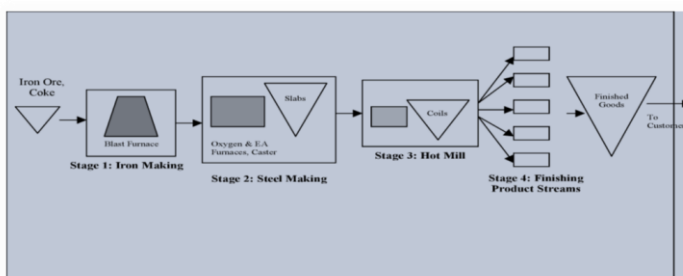 Iron Ore,
Coke
Blast Furnace
Stage 1: Iron Making
Slabs
Oxygen & EA
Furnaces, Caster
Stage 2: Steel Making
Coils
Stage 3: Hot Mill
Stage 4: Finishing
Product Streams
Finished
Goods
To
Customer